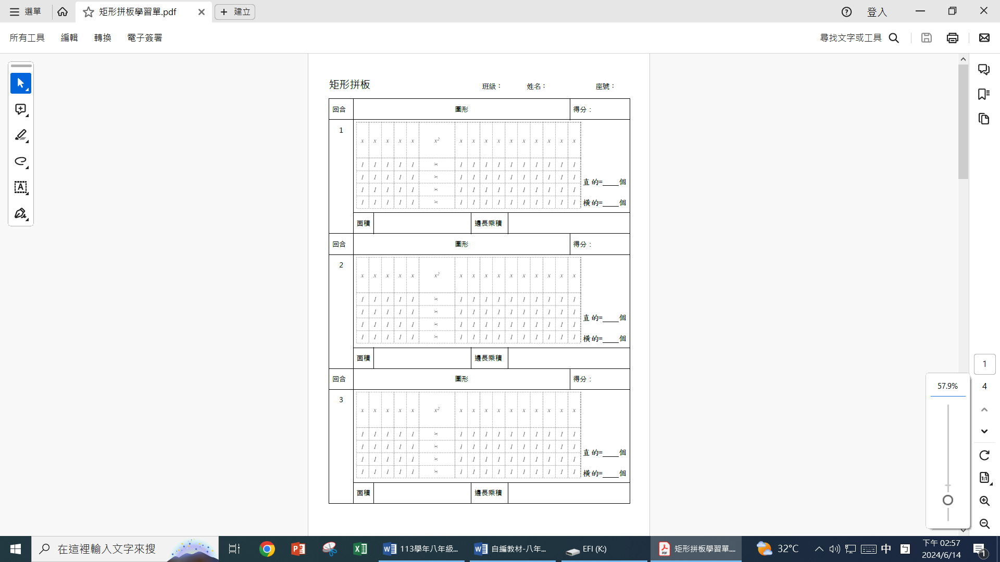 選單
矩形拼板學習單.pdf
建立
登入
所有工具 編輯 轉換 電子簽署
尋找文字或工具
矩形拼板 班級： 姓名： 座號：
回合 圖形 得分：
1
x x x x x x² x x x x x x x x x x
1 1 1 1 1 x 1 1 1 1 1 1 1 1 1 1
1 1 1 1 1 x 1 1 1 1 1 1 1 1 1 1
1 1 1 1 1 x 1 1 1 1 1 1 1 1 1 1
1 1 1 1 1 x 1 1 1 1 1 1 1 1 1 1
直的=____個
橫的=____個
面積 邊長乘積
回合 圖形 得分：
2
x x x x x x² x x x x x x x x x x
1 1 1 1 1 x 1 1 1 1 1 1 1 1 1 1
1 1 1 1 1 x 1 1 1 1 1 1 1 1 1 1
1 1 1 1 1 x 1 1 1 1 1 1 1 1 1 1
1 1 1 1 1 x 1 1 1 1 1 1 1 1 1 1
直的=____個
橫的=____個
面積 邊長乘積
回合 圖形 得分：
3
x x x x x x² x x x x x x x x x x
1 1 1 1 1 x 1 1 1 1 1 1 1 1 1 1
1 1 1 1 1 x 1 1 1 1 1 1 1 1 1 1
1 1 1 1 1 x 1 1 1 1 1 1 1 1 1 1
1 1 1 1 1 x 1 1 1 1 1 1 1 1 1 1
直的=____個
橫的=____個
面積 邊長乘積
1
4
57.9%
在這裡輸入文字來搜
113學年八年級...
自編教材-八年...
EFI (K:)
矩形拼板學習單....
32°C
中
下午 02:57
2024/6/14
1